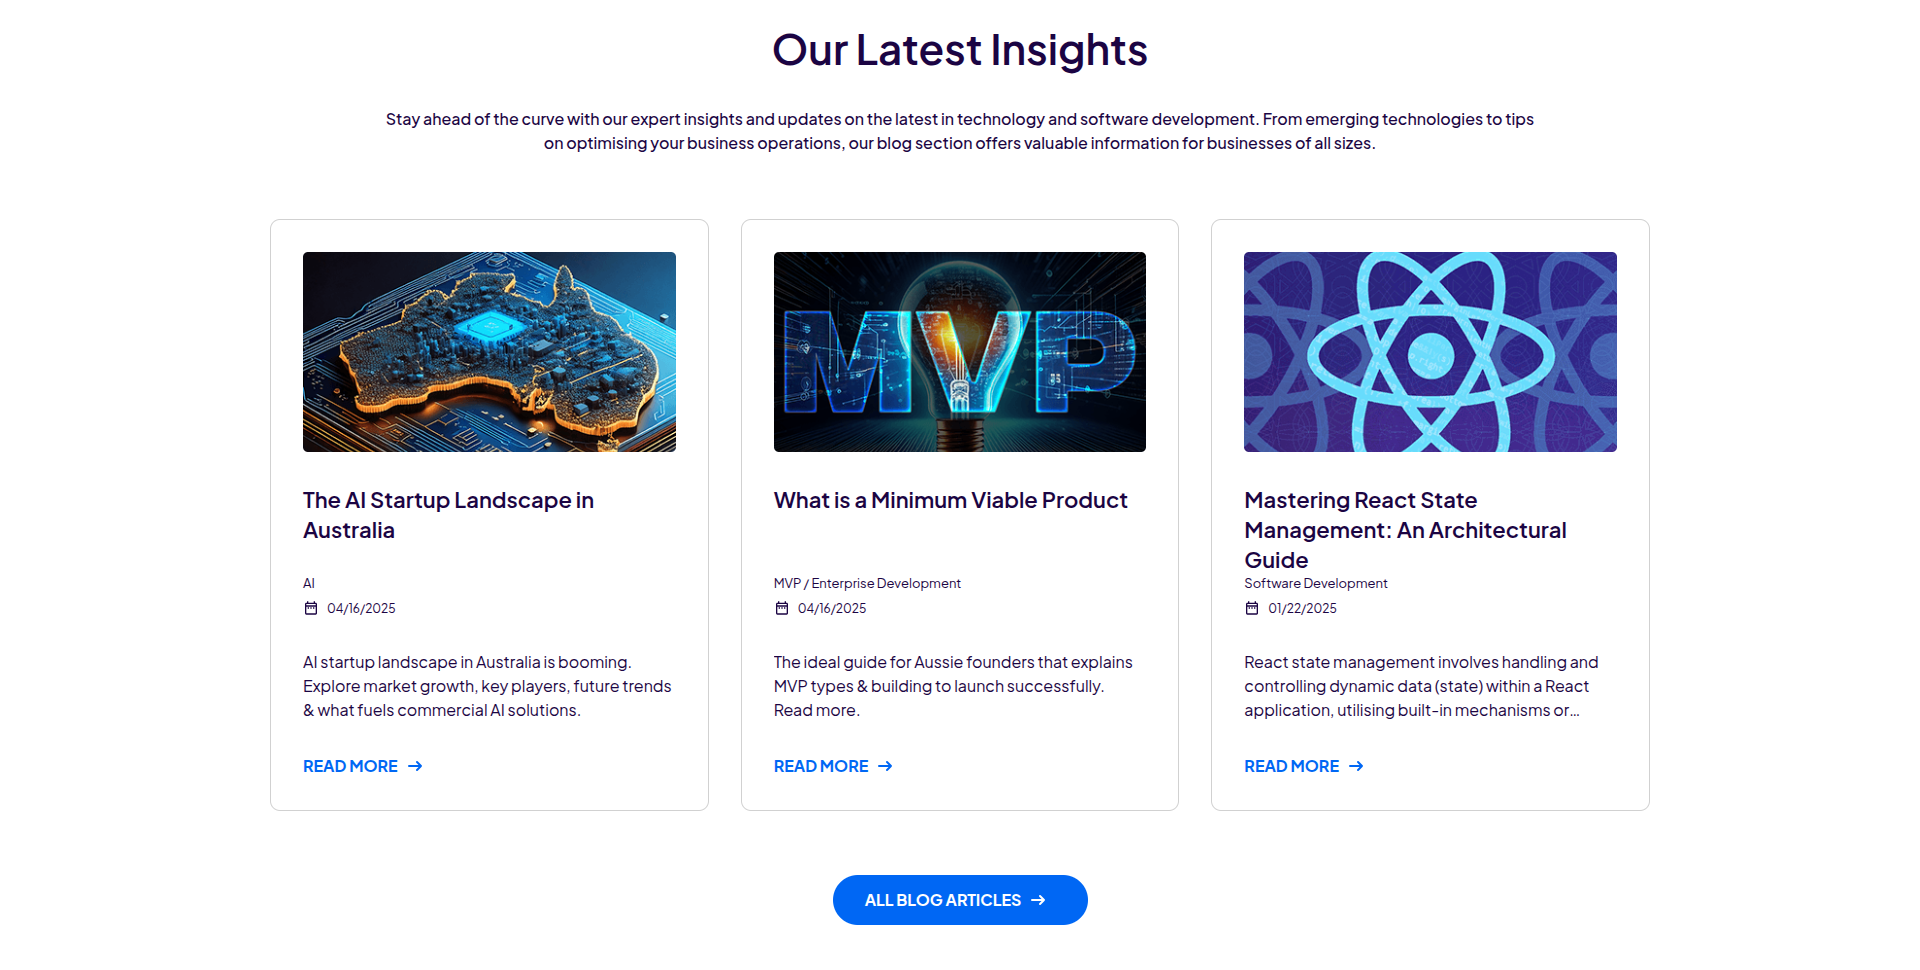 Our Latest Insights
Stay ahead of the curve with our expert insights and updates on the latest in technology and software development. From emerging technologies to tips
on optimising your business operations, our blog section offers valuable information for businesses of all sizes.
MVP
The AI Startup Landscape in
Australia
AI
04/16/2025
AI startup landscape in Australia is booming.
Explore market growth, key players, future trends
& what fuels commercial AI solutions.
READ MORE
What is a Minimum Viable Product
MVP / Enterprise Development
04/16/2025
The ideal guide for Aussie founders that explains
MVP types & building to launch successfully.
Read more.
READ MORE
Mastering React State
Management: An Architectural
Guide
Software Development
01/22/2025
React state management involves handling and
controlling dynamic data (state) within a React
application, utilising built-in mechanisms or...
READ MORE
ALL BLOG ARTICLES